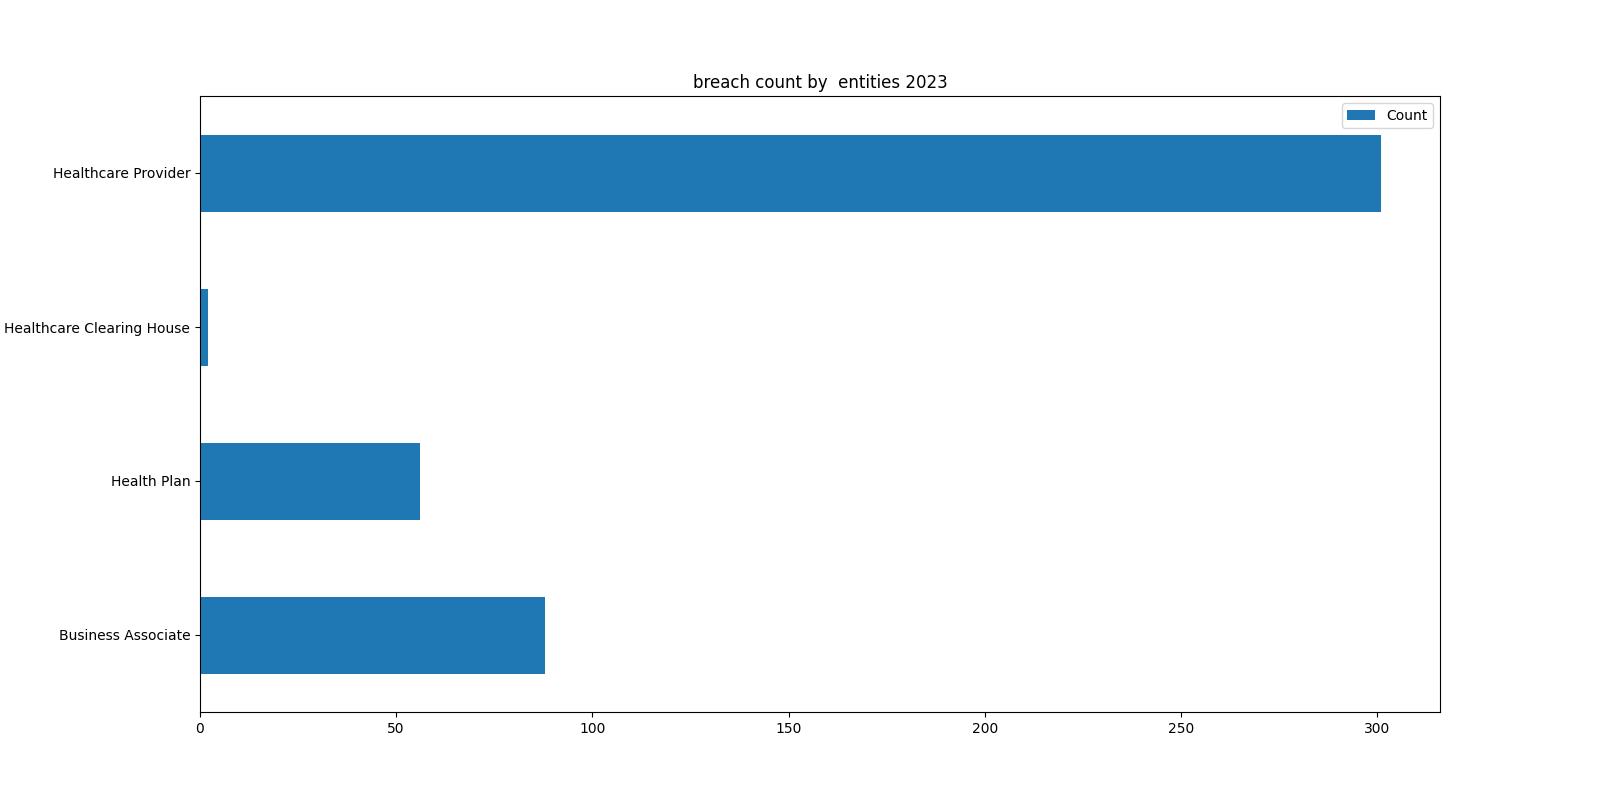 breach count by  entities 2023
Count
Healthcare Provider
Healthcare Clearing House
Health Plan
Business Associate
0 50 100 150 200 250 300